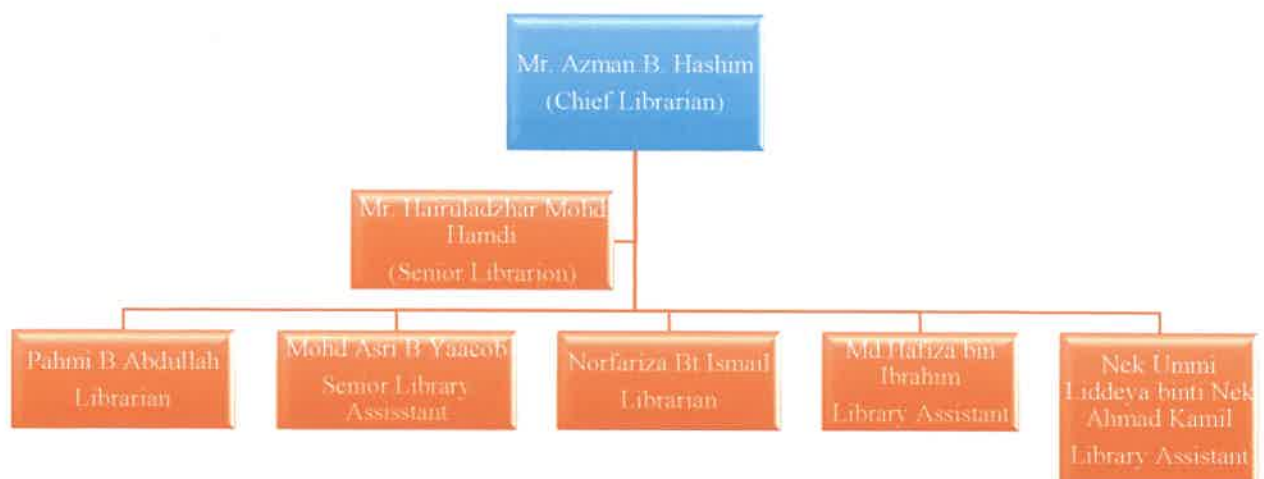 Mr. Azman B. Hashim
(Chief Librarian)
Mr. Hairuladzhar Mohd
Hamdi
(Senior Librarion)
Pahmi B Abdullah
Librarian
Mohd Asri B Yaacob
Senior Library
Assisstant
Norfariza Bt Ismail
Librarian
Md Hafiza bin
Ibrahim
Library Assistant
Nek Ummi
Liddeya binti Nek
Ahmad Kamil
Library Assistant